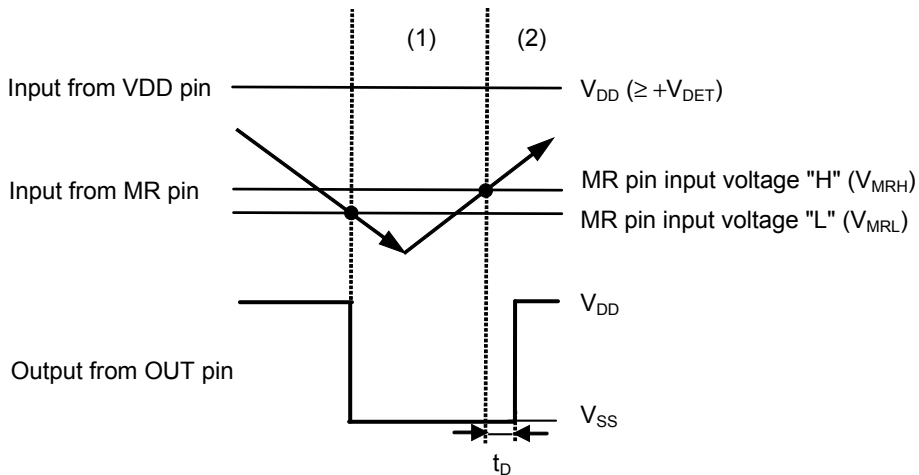 (1) (2)
Input from VDD pin V_DD (≥ +V_DET)
Input from MR pin MR pin input voltage "H" (V_MRH)
MR pin input voltage "L" (V_MRL)
V_DD
Output from OUT pin
V_SS
t_D